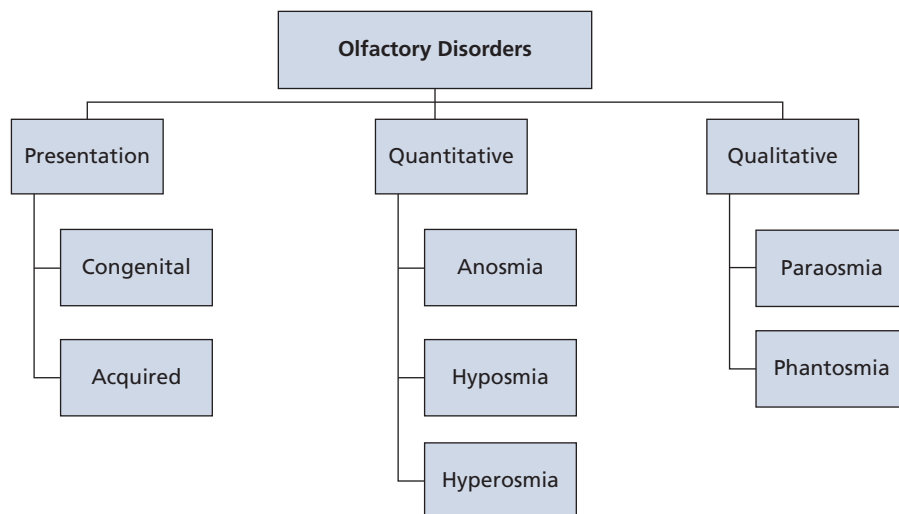 Olfactory Disorders
Presentation
Quantitative
Qualitative
Congenital
Anosmia
Paraosmia
Acquired
Hyposmia
Phantosmia
Hyperosmia